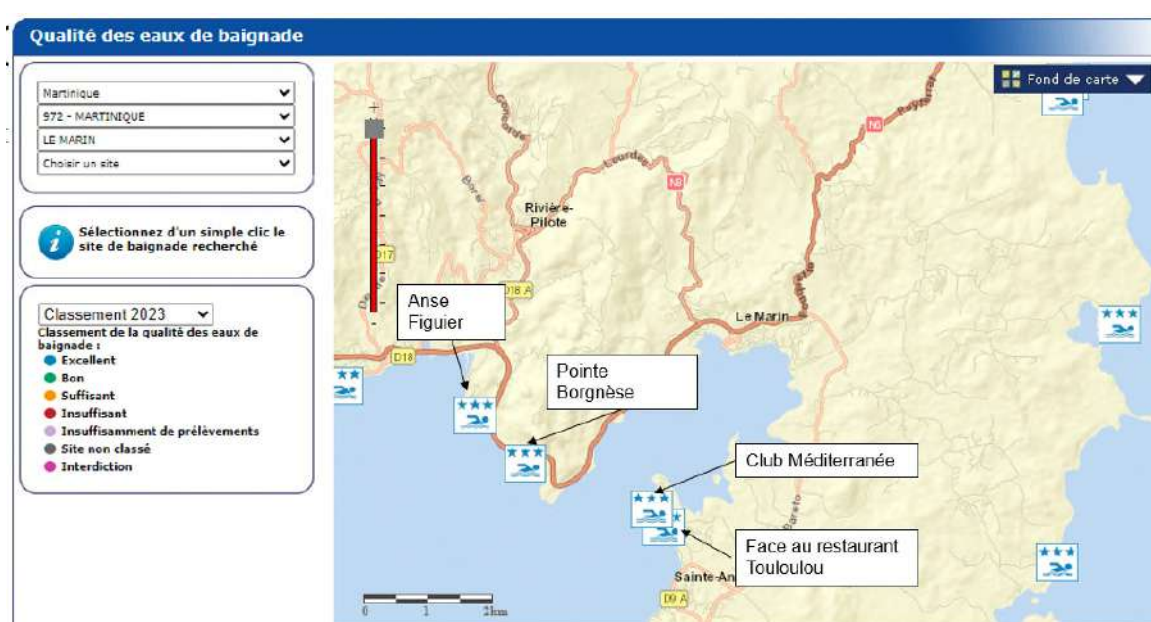 Qualité des eaux de baignade
Martinique
972 - MARTINIQUE
LE MARIN
Choisir un site
Sélectionnez d'un simple clic le
site de baignade recherché
Classement 2023
Classement de la qualité des eaux de
baignade :
Excellent
Bon
Suffisant
Insuffisant
Insuffisamment de prélèvements
Site non classé
Interdiction
Fond de carte
N6
Lourdes
N8
Rivière-
Pilote
D17
D18 A
Anse
Figuier
Le Marin
D18
Pointe
Borgnèse
Club Méditerranée
Bareto
Face au restaurant
Touloulou
Sainte-An
D9 A
0 1 2km